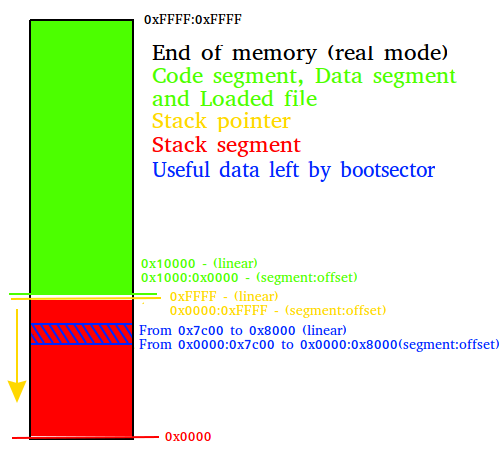 0xFFFF:0xFFFF
End of memory (real mode)
Code segment, Data segment
and Loaded file
Stack pointer
Stack segment
Useful data left by bootsector
0x10000 - (linear)
0x1000:0x0000 - (segment:offset)
0xFFFF - (linear)
0x0000:0xFFFF - (segment:offset)
From 0x7c00 to 0x8000 (linear)
From 0x0000:0x7c00 to 0x0000:0x8000(segment:offset)
0x0000